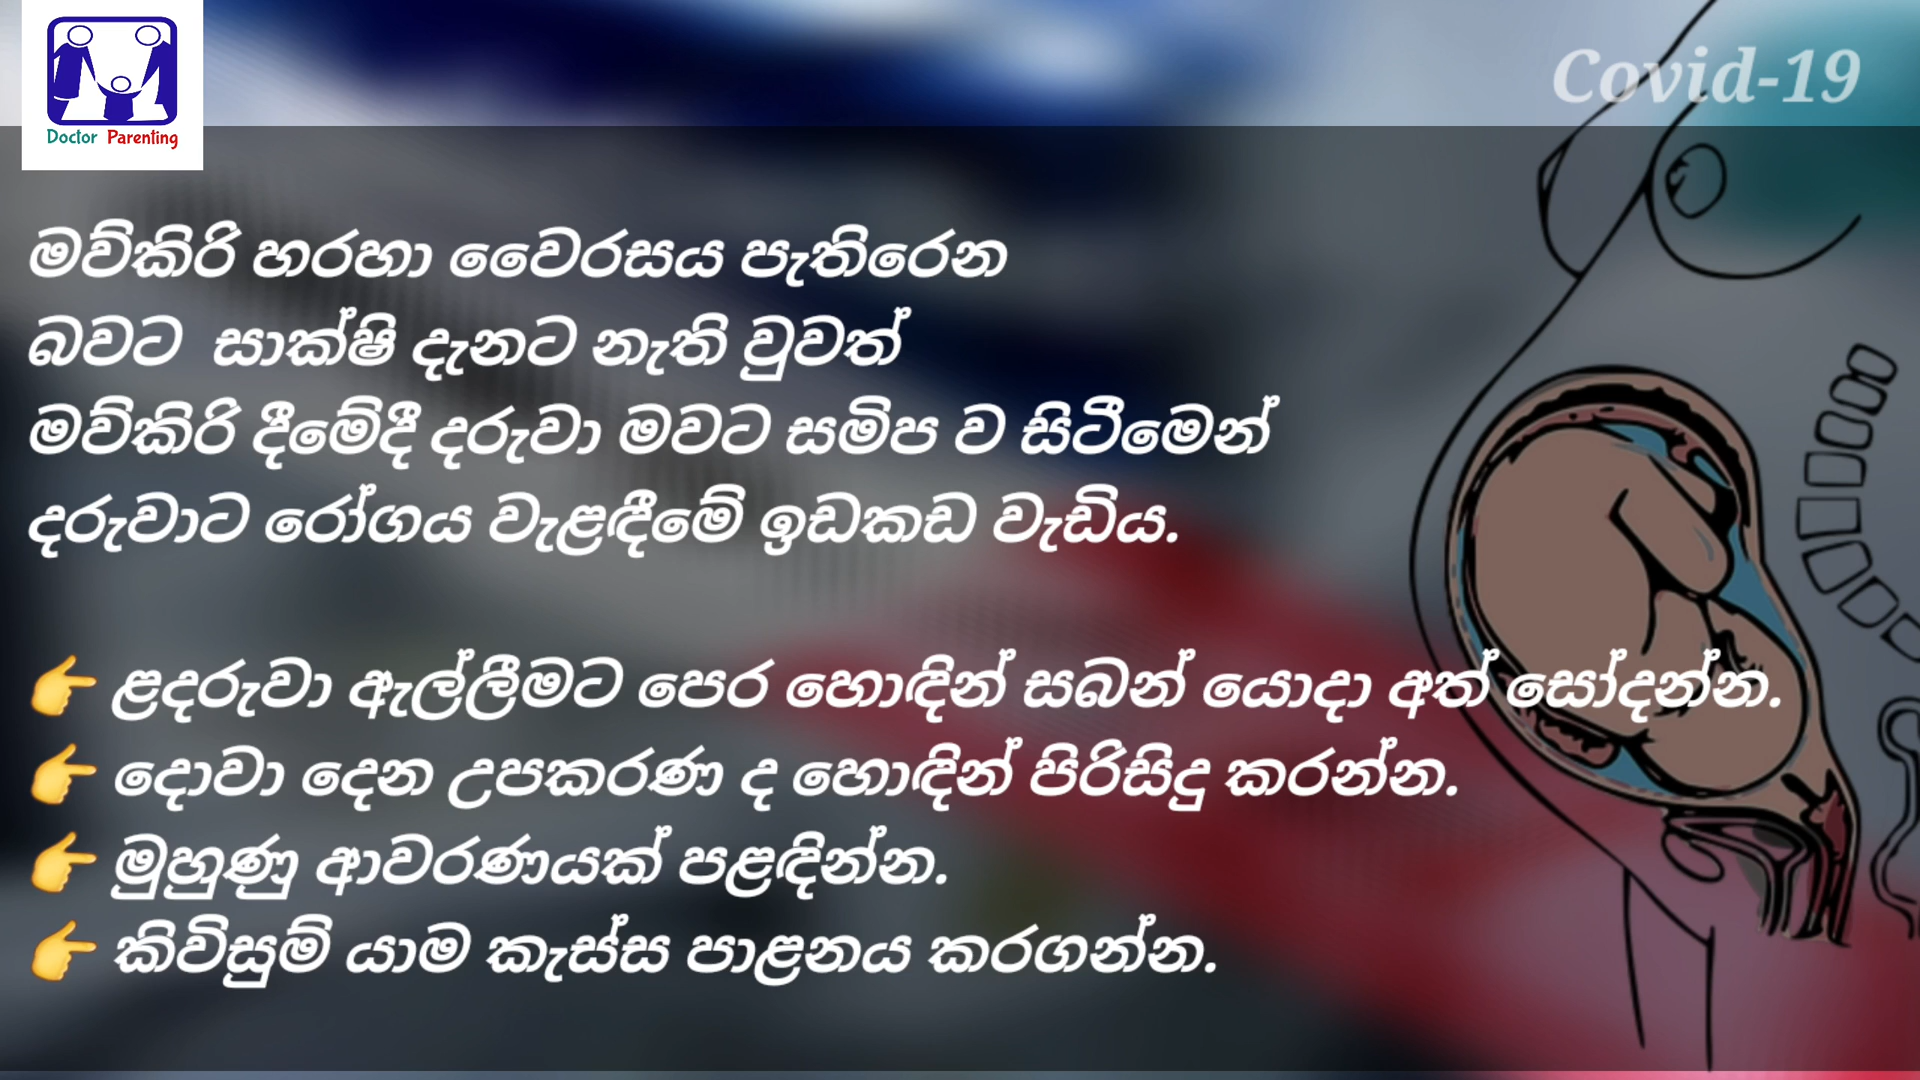 Doctor Parenting
Covid-19
මව්කිරි හරහා වෛරසය පැතිරෙන
බවට සාක්ෂි දැනට නැති වුවත්
මව්කිරි දීමේදී දරුවා මවට සමිප ව සිටීමෙන්
දරුවාට රෝගය වැළඳීමේ ඉඩකඩ වැඩිය.
👉 ළදරුවා ඇල්ලීමට පෙර හොඳින් සබන් යොදා අත් සෝදන්න.
👉 දොවා දෙන උපකරණ ද හොඳින් පිරිසිදු කරන්න.
👉 මුහුණු ආවරණයක් පළඳින්න.
👉 කිවිසුම් යාම කැස්ස පාළනය කරගන්න.